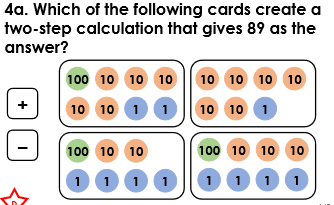 4a. Which of the following cards create a
two-step calculation that gives 89 as the
answer?
100 10 10 10
10 10 1 1
10 10 10 10
10 10 1
+
−
100 10 10
1 1 1 1
100 10 10 10
1 1 1 1